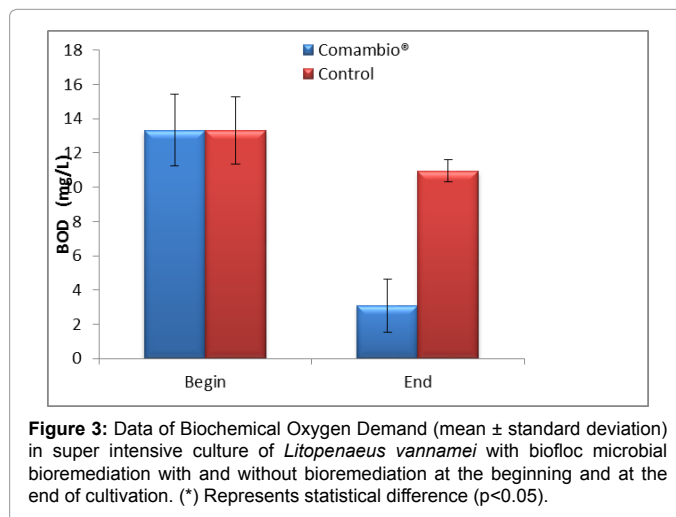 Comambio®
Control
18
16
14
12
10
8
6
4
2
0
BOD (mg/L)
Begin End
Figure 3: Data of Biochemical Oxygen Demand (mean ± standard deviation)
in super intensive culture of Litopenaeus vannamei with biofloc microbial
bioremediation with and without bioremediation at the beginning and at the
end of cultivation. (*) Represents statistical difference (p<0.05).